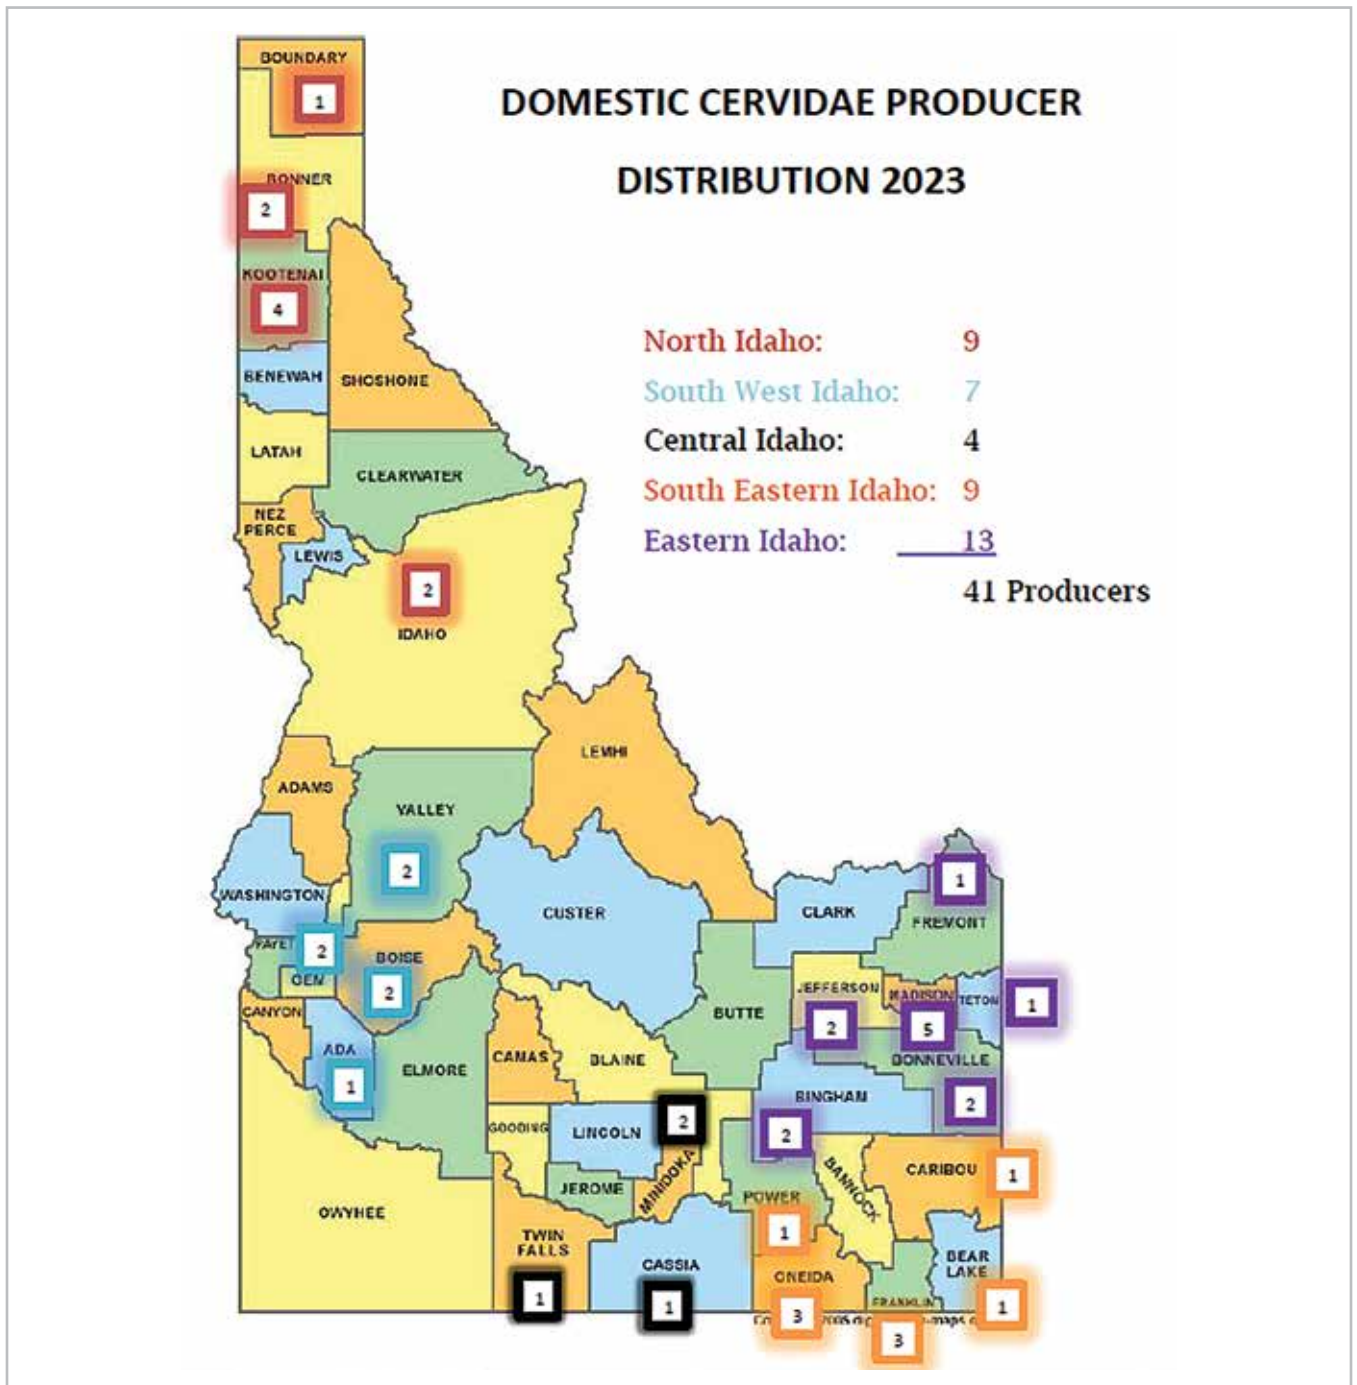 DOMESTIC CERVIDAE PRODUCER
DISTRIBUTION 2023
North Idaho: 9
South West Idaho: 7
Central Idaho: 4
South Eastern Idaho: 9
Eastern Idaho: 13
41 Producers
BOUNDARY
1
BONNER
2
KOOTENAI
4
BENEWAH
SHOSHONE
LATAH
CLEARWATER
NEZ
PERCE
LEWIS
2
IDAHO
LEMHI
ADAMS
VALLEY
2
WASHINGTON
CUSTER
CLARK
1
FREMONT
PAYET
2
GEM
BOISE
2
CANYON
ADA
1
ELMORE
CAMAS
BLAINE
BUTTE
JEFFERSON
2
MADISON
5
TETON
1
BONNEVILLE
2
BINGHAM
2
GOODING
LINCOLN
2
JEROME
MINIDOKA
POWER
1
BANNOCK
CARIBOU
1
OWYHEE
TWIN
FALLS
1
CASSIA
1
ONEIDA
3
FRANKLIN
3
BEAR
LAKE
1